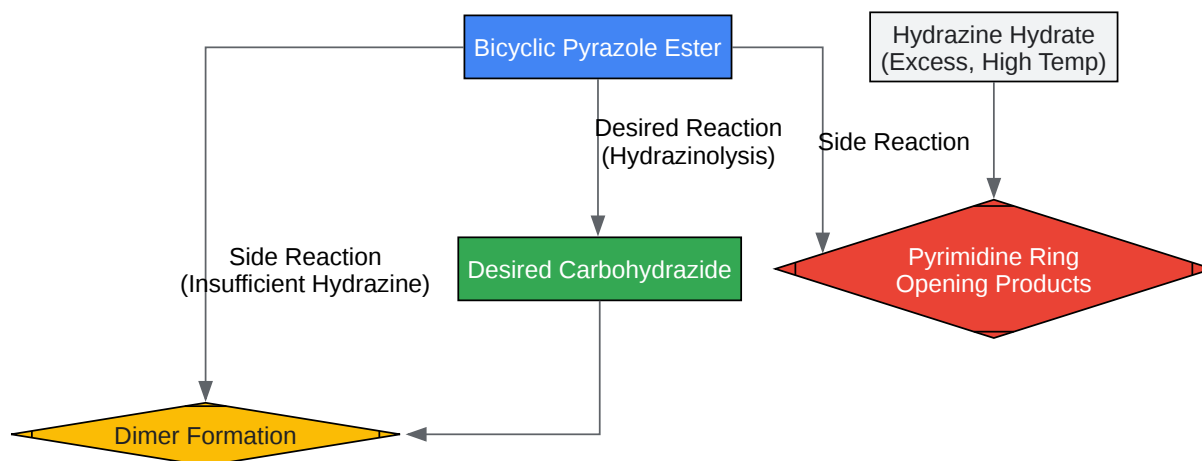 Bicyclic Pyrazole Ester
Hydrazine Hydrate
(Excess, High Temp)
Desired Reaction
(Hydrazinolysis)
Side Reaction
Side Reaction
(Insufficient Hydrazine)
Desired Carbohydrazide
Pyrimidine Ring
Opening Products
Dimer Formation